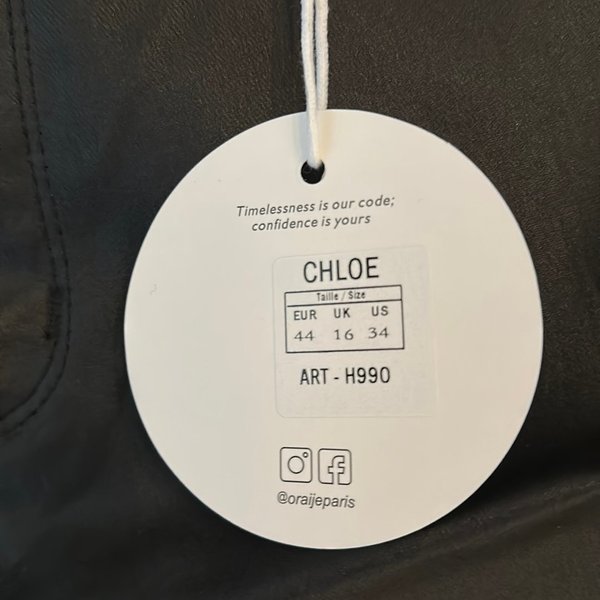 Timelessness is our code;
confidence is yours
CHLOE
Taille / Size
EUR UK US
44 16 34
ART - H990
@oraijeparis